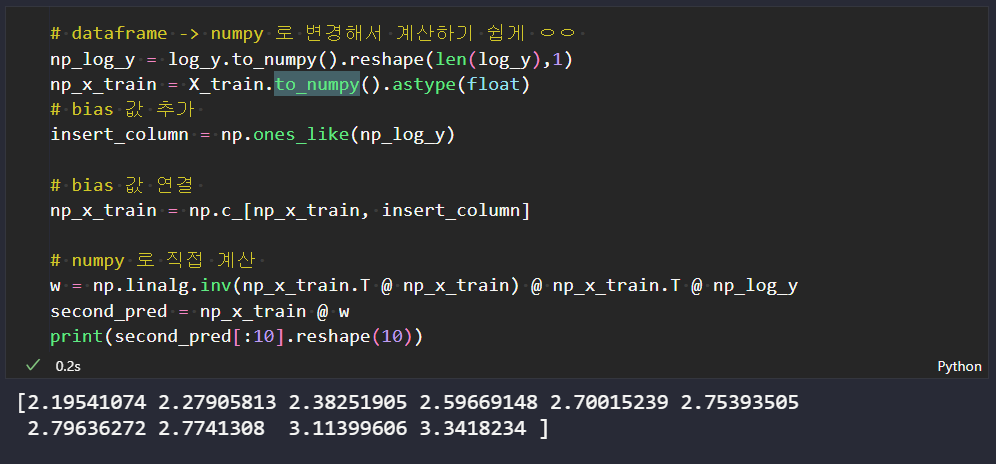 # dataframe -> numpy 로 변경해서 계산하기 쉽게 ㅇㅇ
np_log_y = log_y.to_numpy().reshape(len(log_y),1)
np_x_train = X_train.to_numpy().astype(float)
# bias 값 추가
insert_column = np.ones_like(np_log_y)
# bias 값 연결
np_x_train = np.c_[np_x_train, insert_column]
# numpy 로 직접 계산
w = np.linalg.inv(np_x_train.T @ np_x_train) @ np_x_train.T @ np_log_y
second_pred = np_x_train @ w
print(second_pred[:10].reshape(10))
0.2s Python
[2.19541074 2.27905813 2.38251905 2.59669148 2.70015239 2.75393505
2.79636272 2.7741308 3.11399606 3.3418234 ]